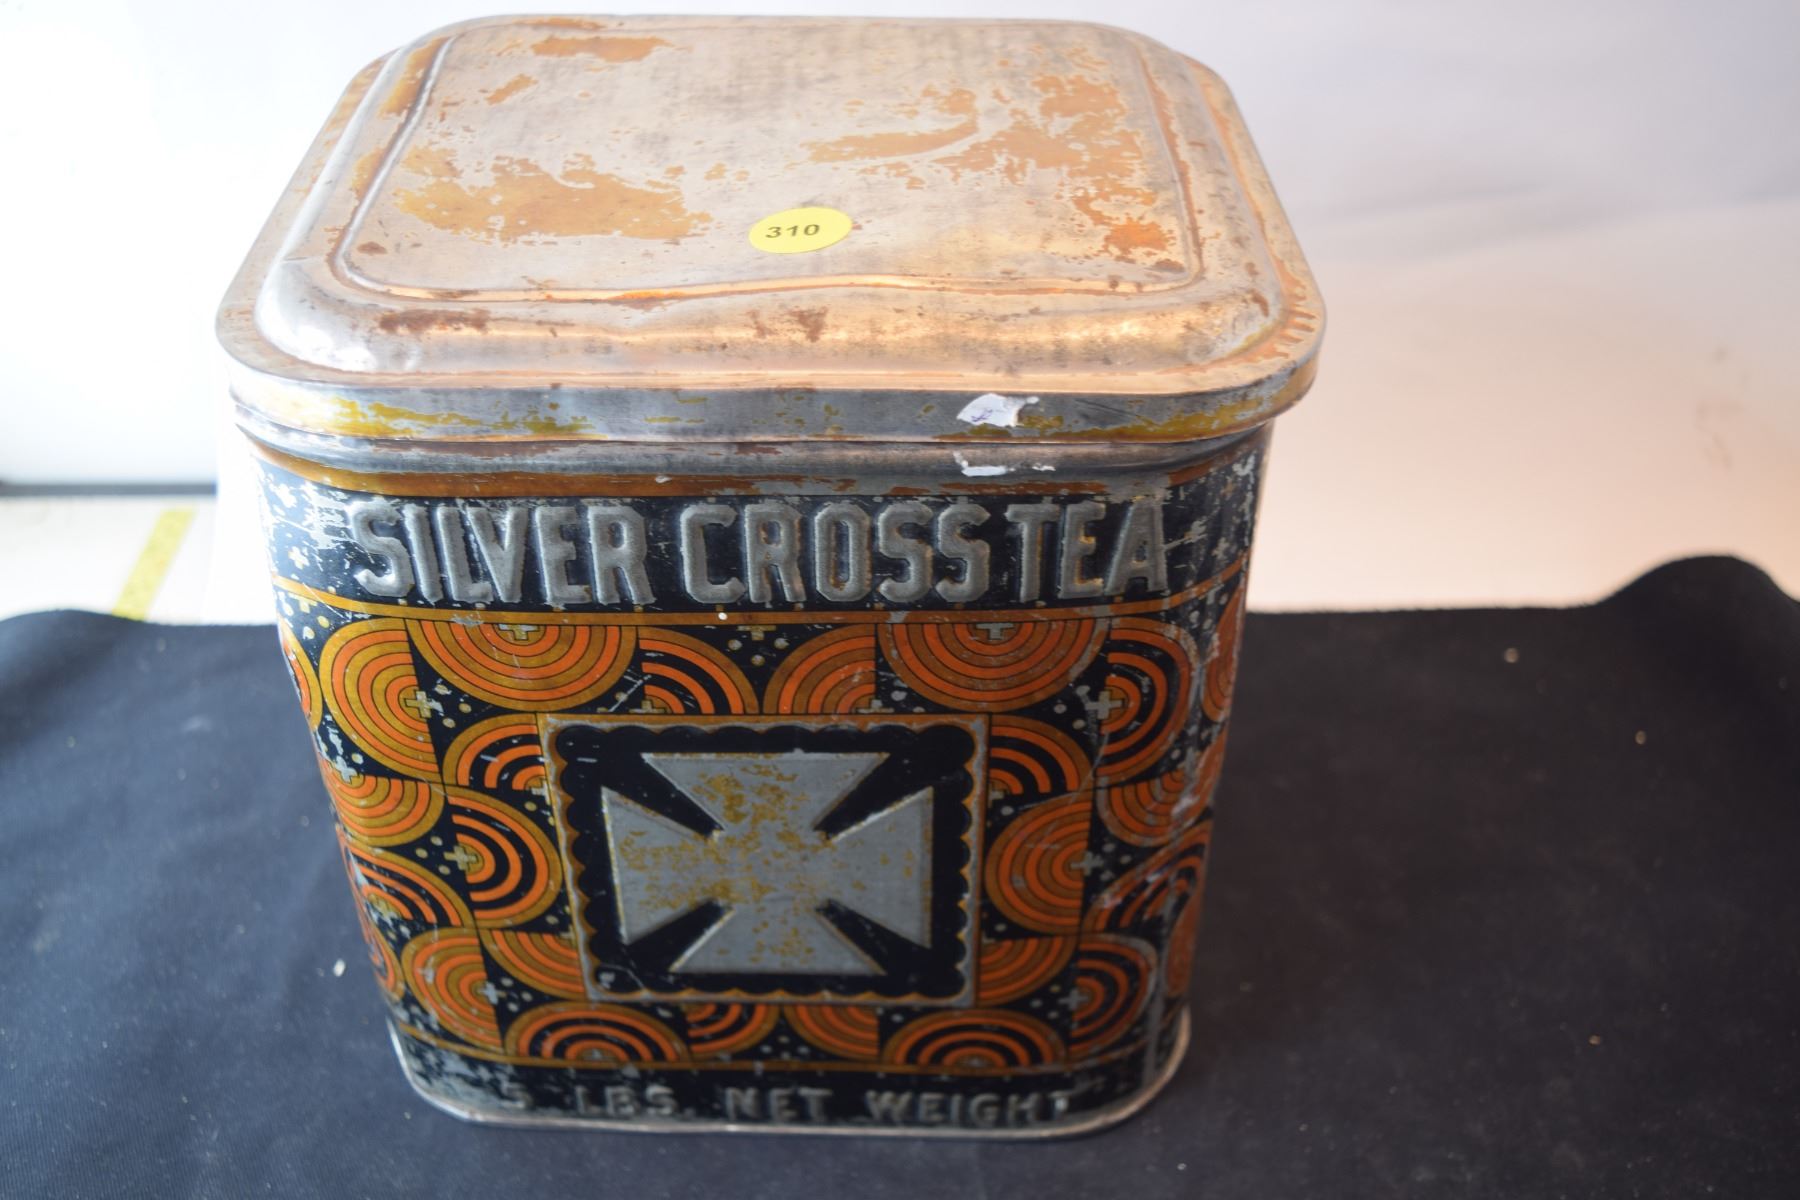 310
SILVER CROSS TEA
5 LBS. NET WEIGHT